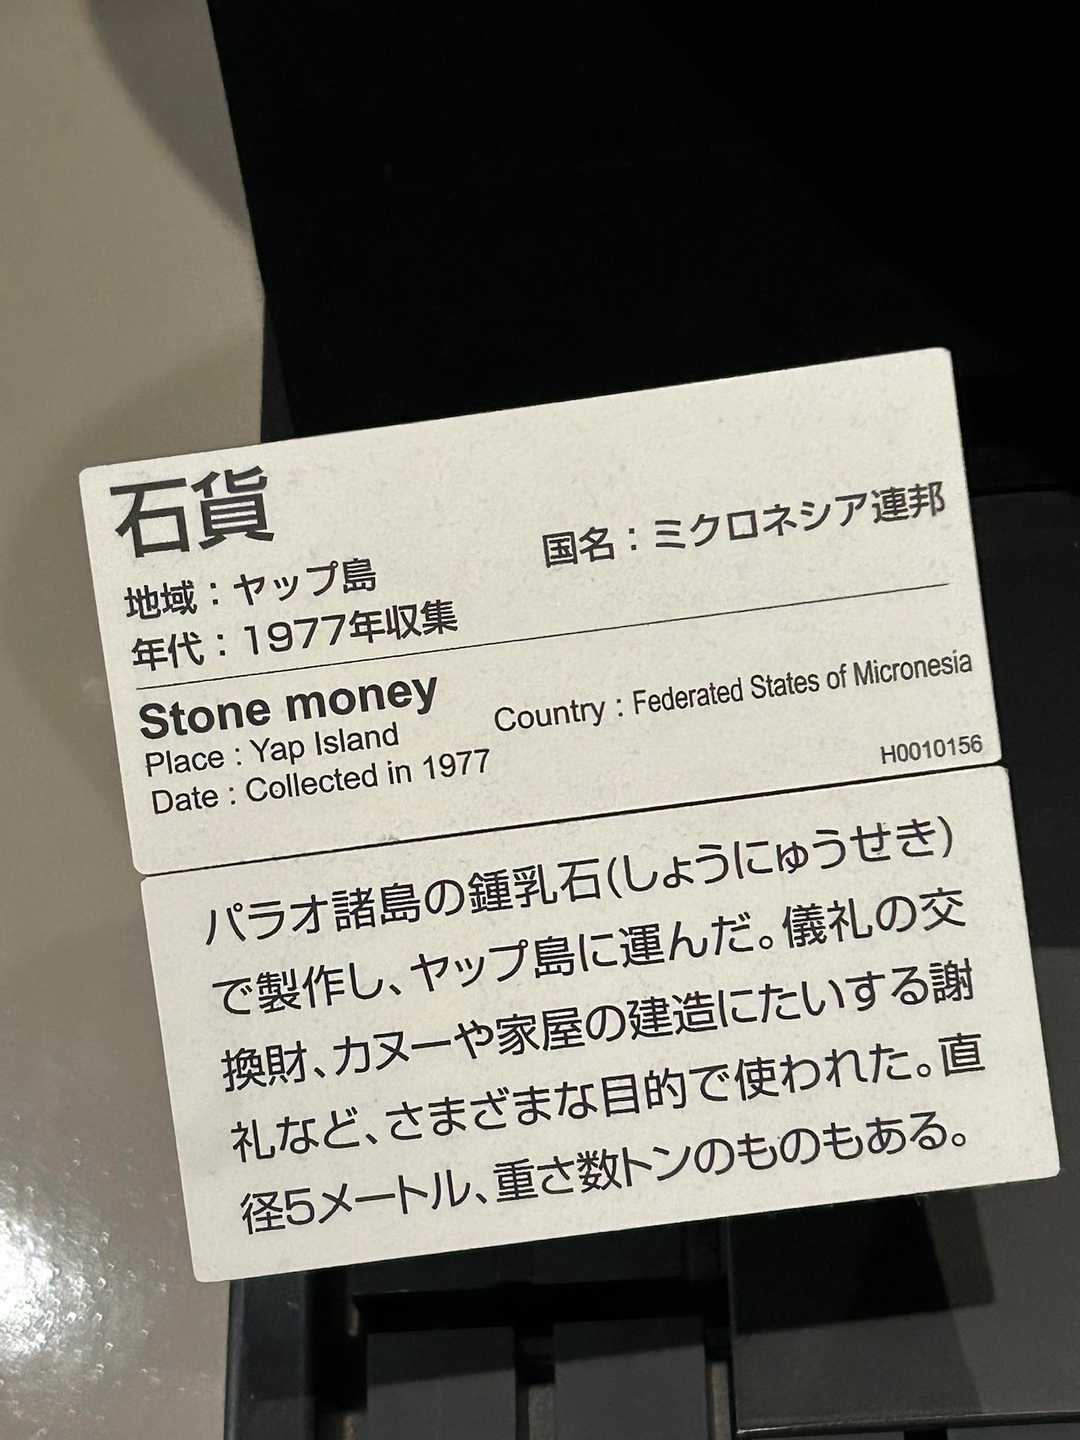 石貨
国名：ミクロネシア連邦
地域：ヤップ島
年代：1977年収集
Stone money
Country : Federated States of Micronesia
Place : Yap Island
Date : Collected in 1977
H0010156
パラオ諸島の鍾乳石(しょうにゅうせき)
で製作し、ヤップ島に運んだ。儀礼の交
換財、カヌーや家屋の建造にたいする謝
礼など、さまざまな目的で使われた。直
径5メートル、重さ数トンのものもある。